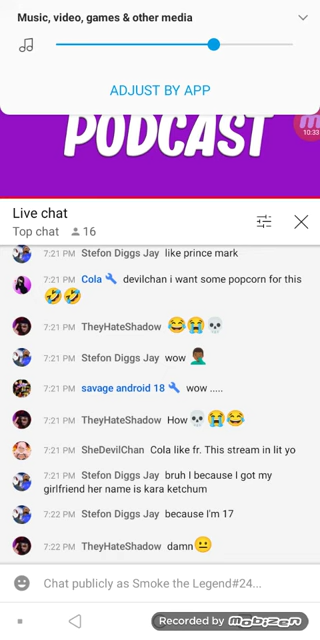 Music, video, games & other media
ADJUST BY APP
PODCAST
10:33
Live chat
Top chat 16
7:21 PM Stefon Diggs Jay like prince mark
7:21 PM Cola devilchan i want some popcorn for this
🤣🤣
7:21 PM TheyHateShadow 😂😭💀
7:21 PM Stefon Diggs Jay wow 🤦🏾‍♂️
7:21 PM savage android 18 wow .....
7:21 PM TheyHateShadow How💀😭😂
7:21 PM SheDevilChan Cola like fr. This stream in lit yo
7:21 PM Stefon Diggs Jay bruh I because I got my
girlfriend her name is kara ketchum
7:22 PM Stefon Diggs Jay because I'm 17
7:22 PM TheyHateShadow damn😐
Chat publicly as Smoke the Legend#24...
Recorded by mobizen